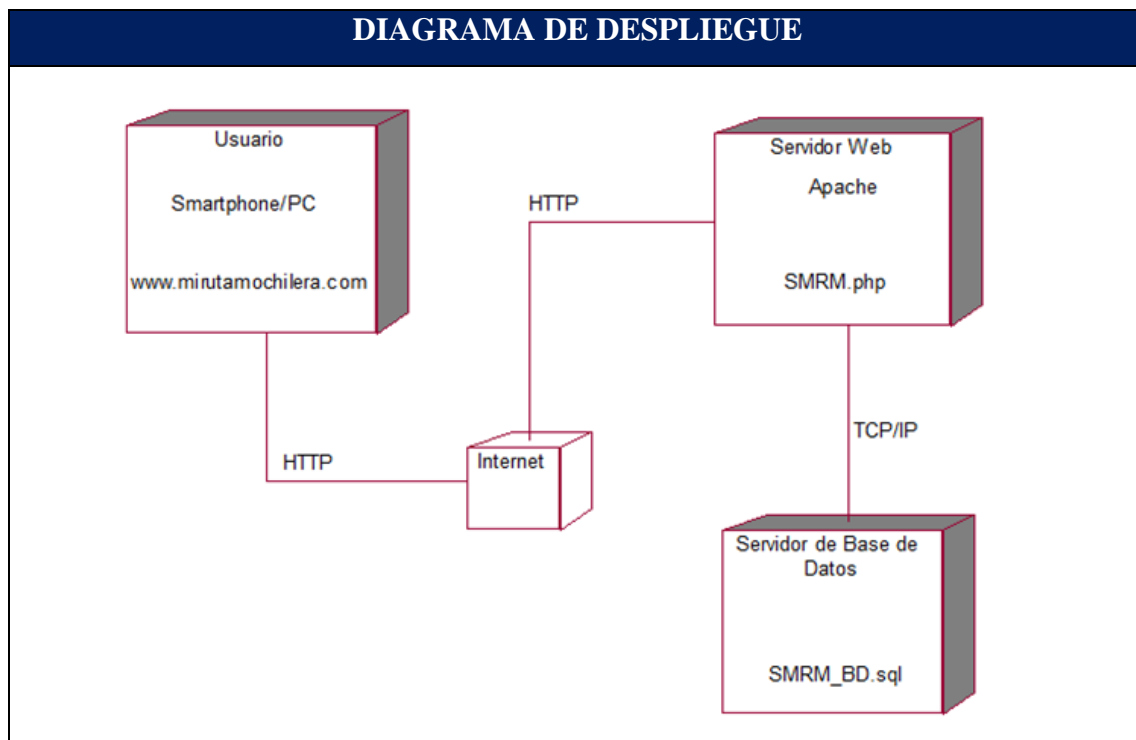 DIAGRAMA DE DESPLIEGUE
Usuario
Smartphone/PC
www.mirutamochilera.com
HTTP
Internet
HTTP
Servidor Web
Apache
SMRM.php
TCP/IP
Servidor de Base de
Datos
SMRM_BD.sql